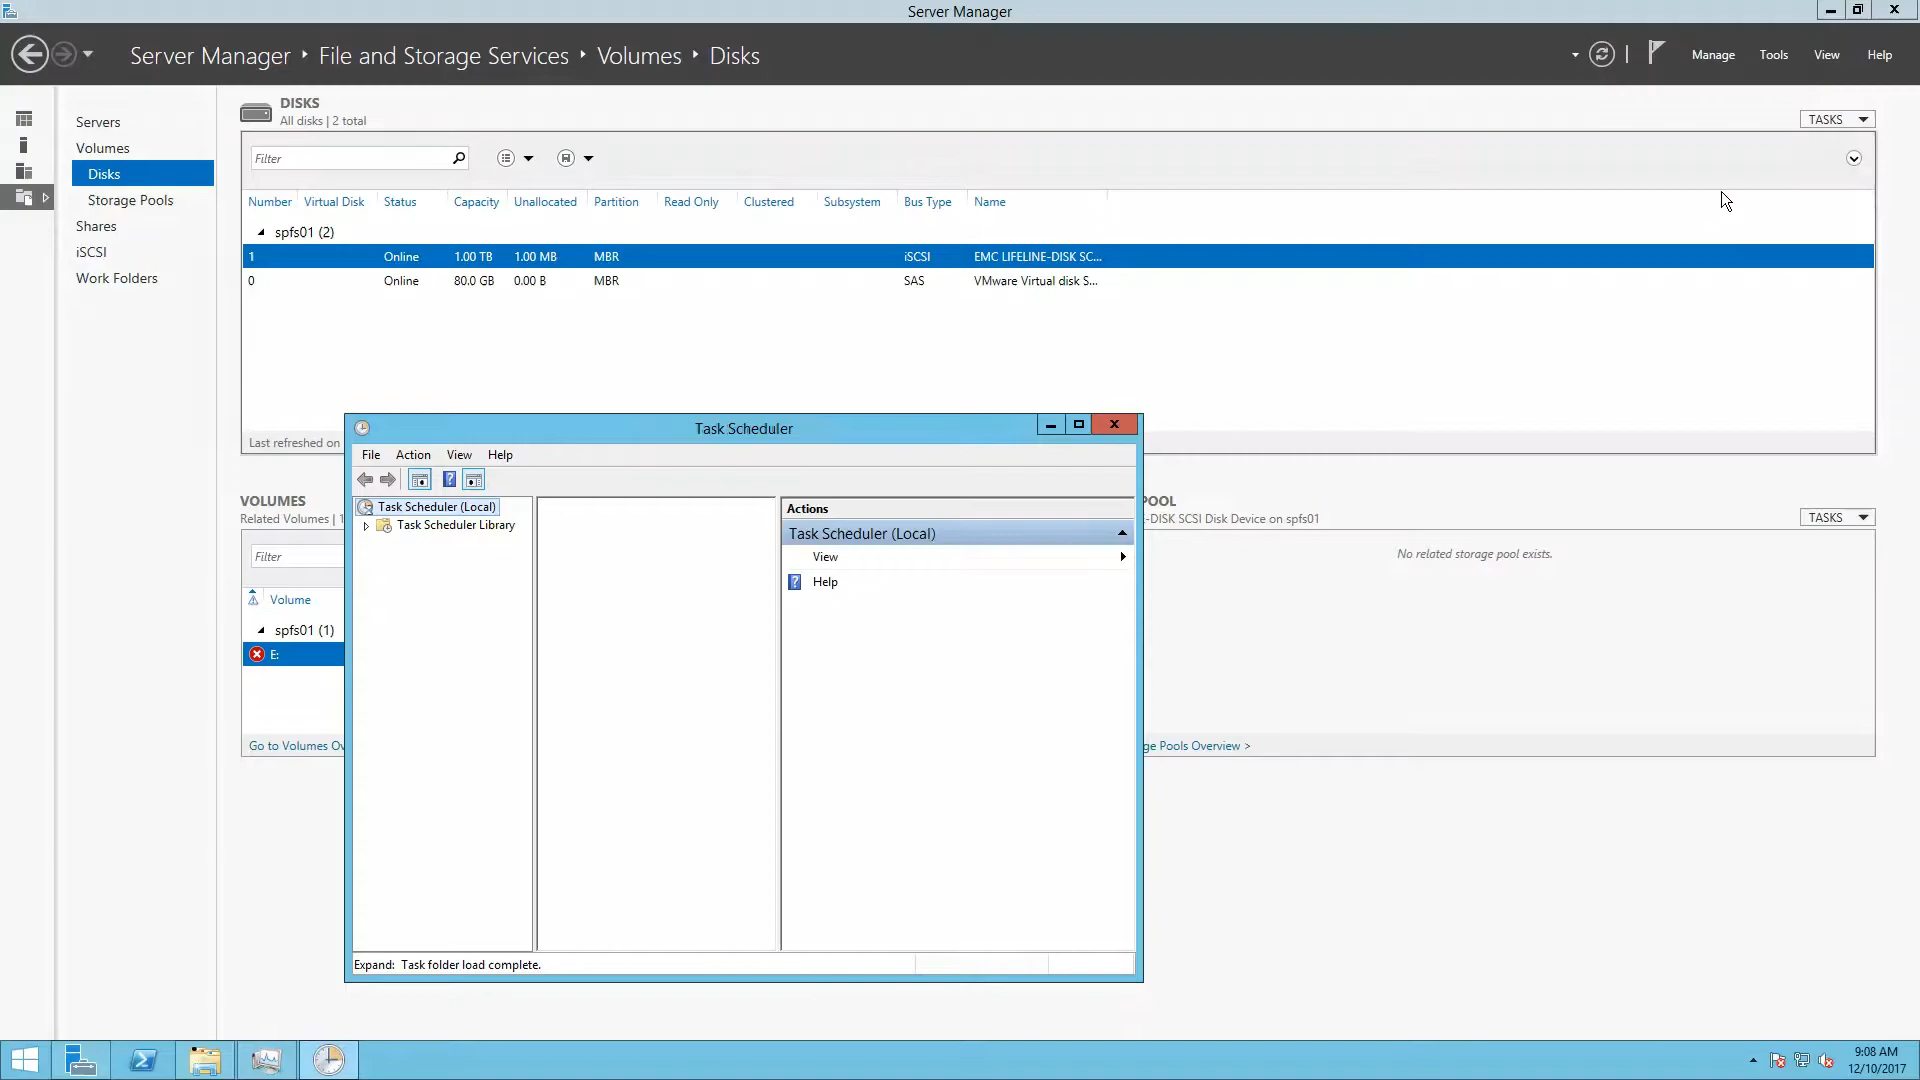 Server Manager
Server Manager ‣ File and Storage Services ‣ Volumes ‣ Disks
Manage Tools View Help
Servers
Volumes
Disks
Storage Pools
Shares
iSCSI
Work Folders
DISKS
All disks | 2 total
TASKS
Filter
Number Virtual Disk Status Capacity Unallocated Partition Read Only Clustered Subsystem Bus Type Name
spfs01 (2)
1 Online 1.00 TB 1.00 MB MBR iSCSI EMC LIFELINE-DISK SC...
0 Online 80.0 GB 0.00 B MBR SAS VMware Virtual disk S...
Last refreshed on
VOLUMES
Related Volumes | 1
Filter
Volume
spfs01 (1)
E:
Go to Volumes Ov
Task Scheduler
File Action View Help
Task Scheduler (Local)
Task Scheduler Library
Actions
Task Scheduler (Local)
View
Help
Expand: Task folder load complete.
POOL
-DISK SCSI Disk Device on spfs01
TASKS
No related storage pool exists.
ge Pools Overview >
9:08 AM
12/10/2017